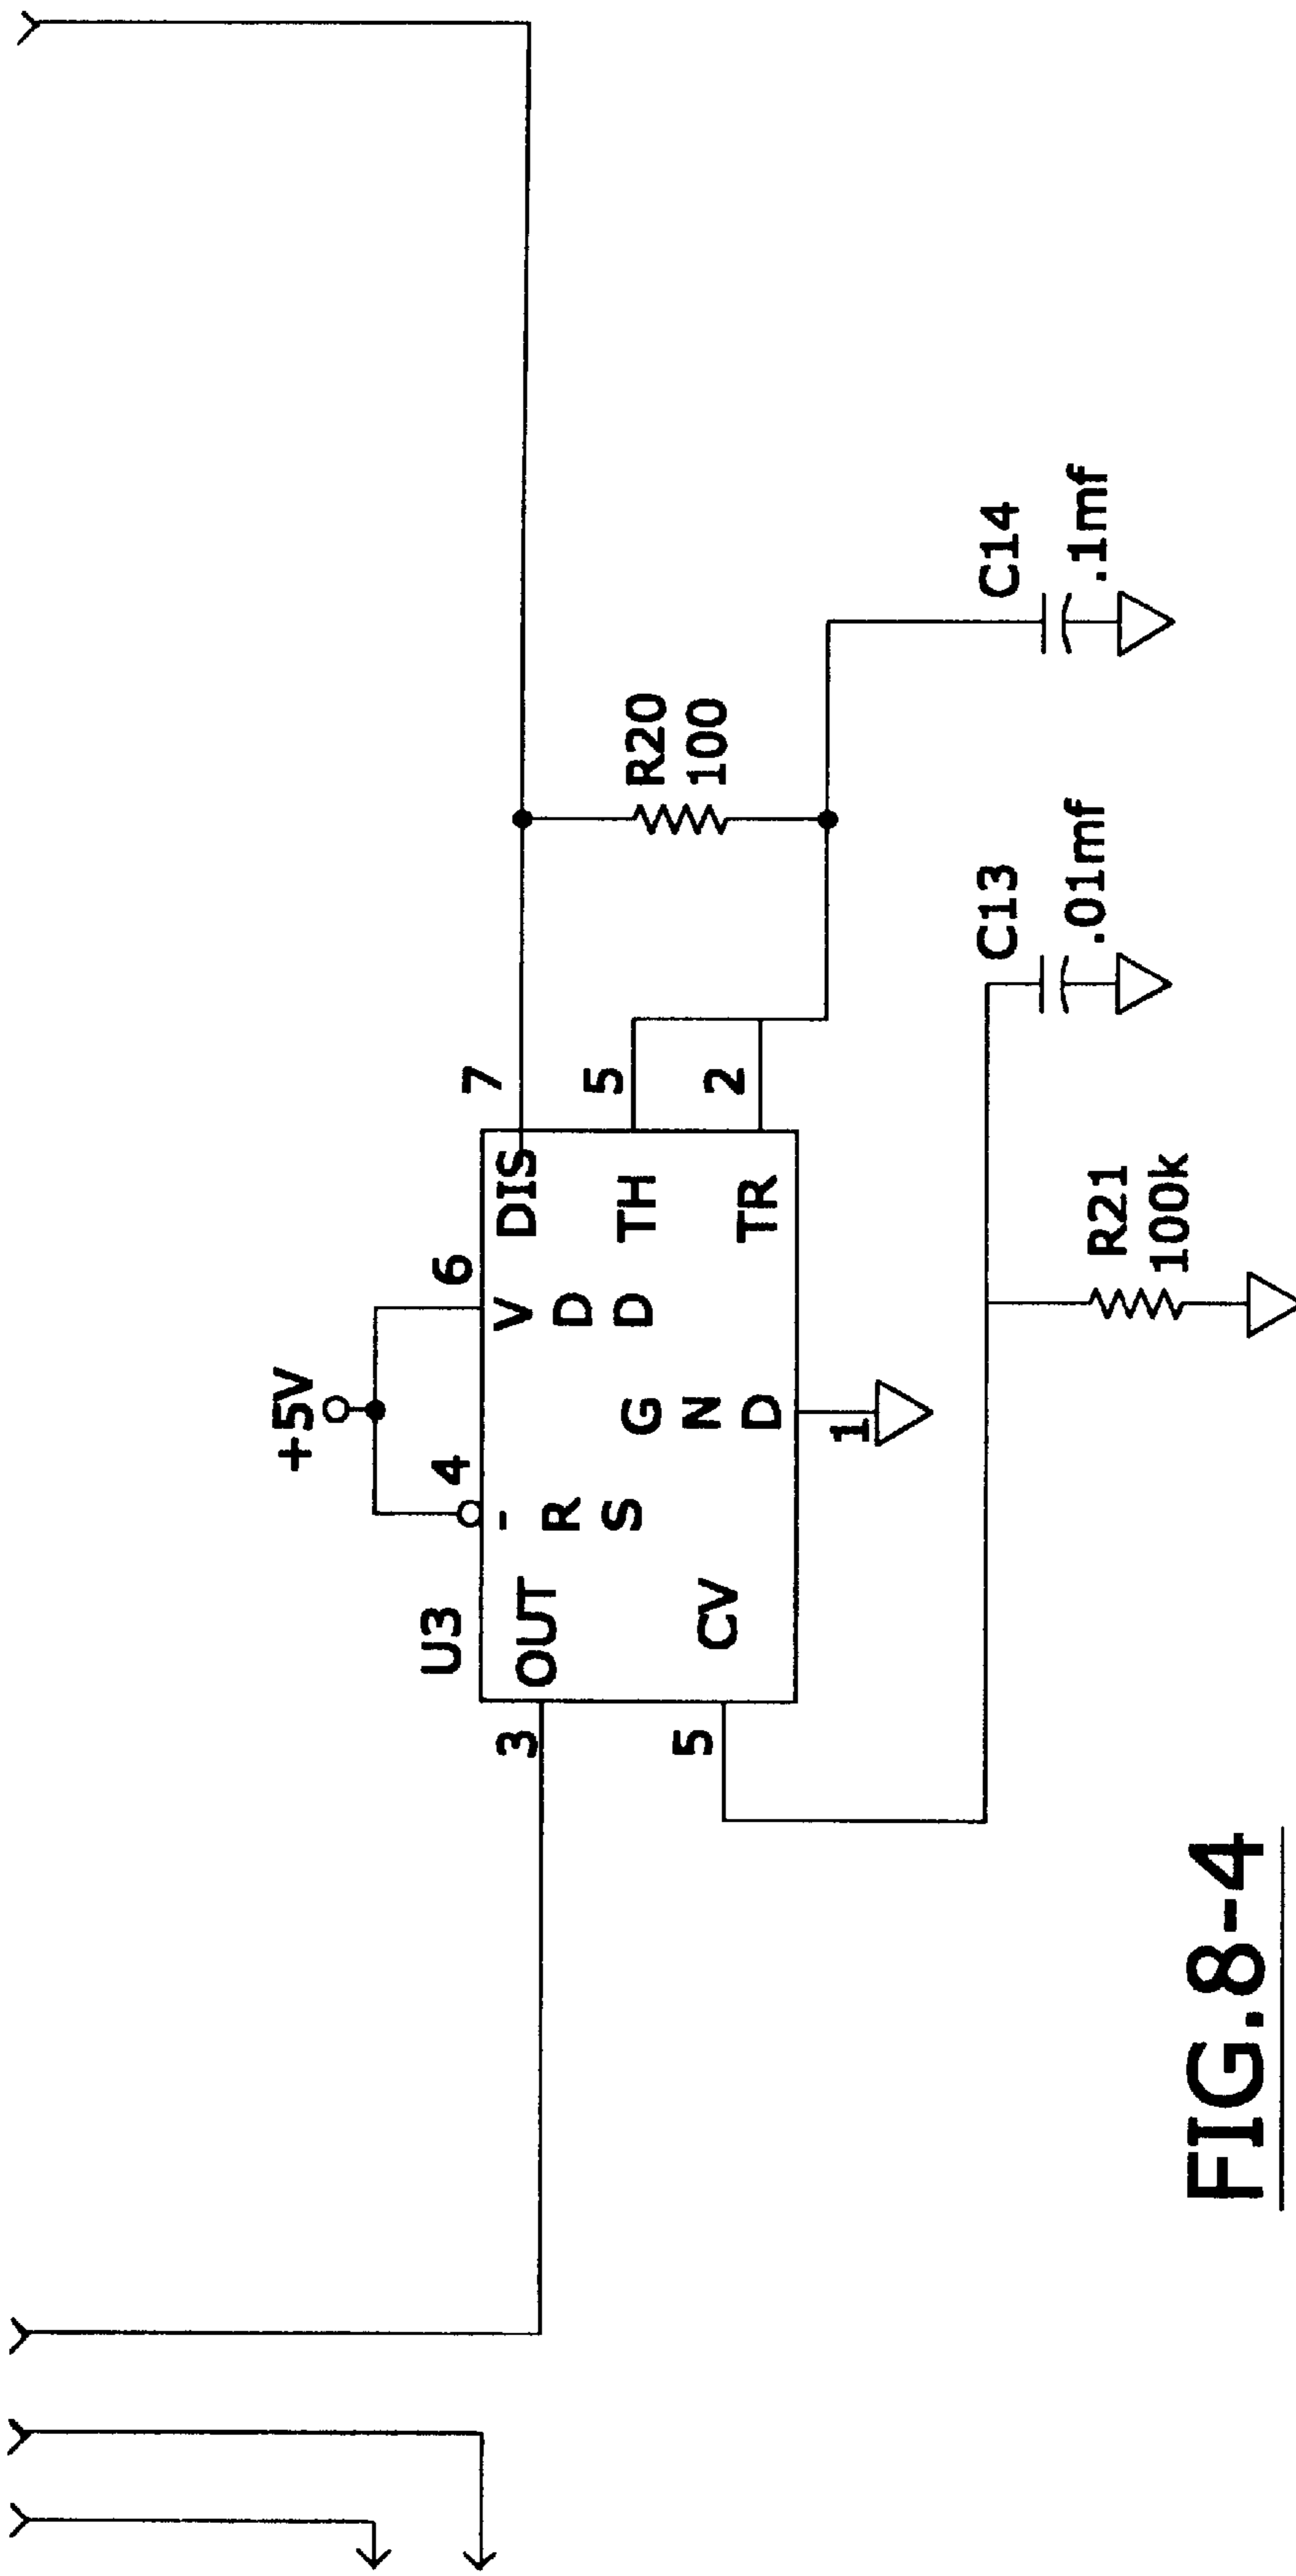 +5V
U3
4
6
7
3
OUT
-
R
S
V
D
D
DIS
5
TH
G
N
D
5
CV
TR
2
1
R20
100
C13
.01mf
C14
.1mf
R21
100k
FIG.8-4